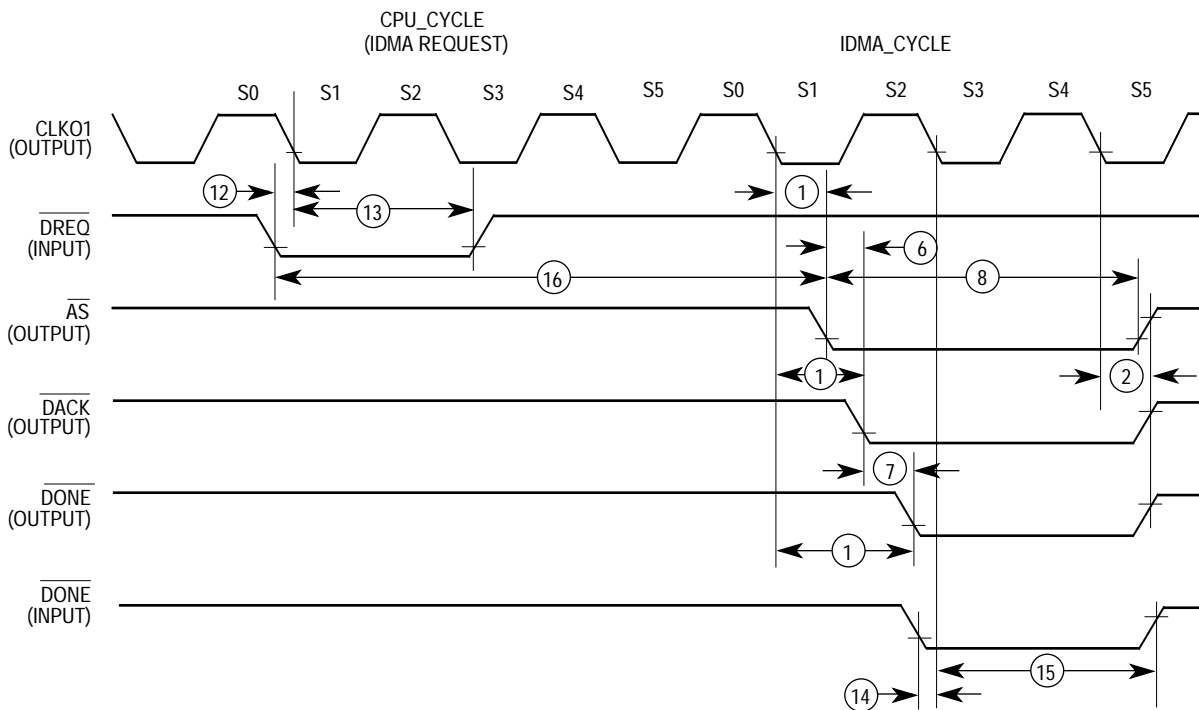 CPU_CYCLE
(IDMA REQUEST)
IDMA_CYCLE
S0 S1 S2 S3 S4 S5 S0 S1 S2 S3 S4 S5
CLKO1
(OUTPUT)
12
13
1
DREQ
(INPUT)
6
16
8
AS
(OUTPUT)
1
2
DACK
(OUTPUT)
7
DONE
(OUTPUT)
1
DONE
(INPUT)
15
14